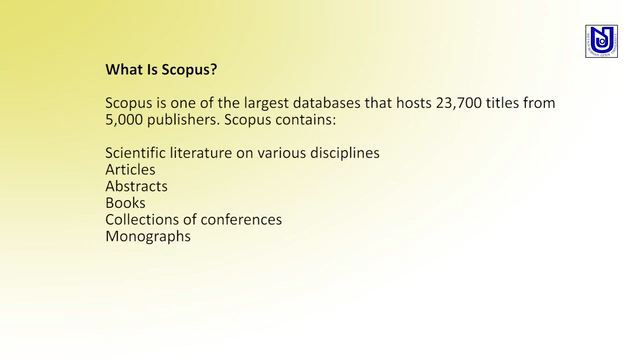 What Is Scopus?
Scopus is one of the largest databases that hosts 23,700 titles from
5,000 publishers. Scopus contains:
Scientific literature on various disciplines
Articles
Abstracts
Books
Collections of conferences
Monographs